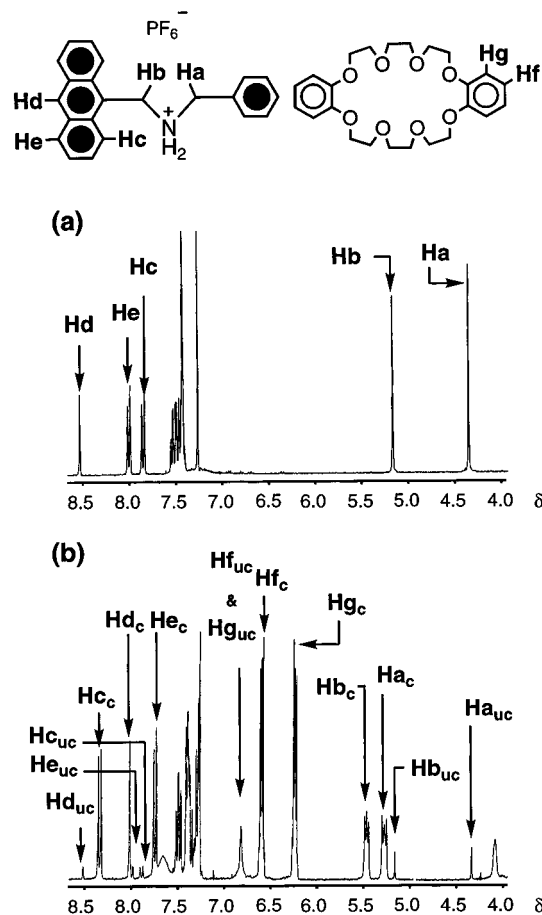 PF6−
Hb Ha
Hd
He Hc
N+
H2
O O O O
O O O O
Hg
Hf
(a)
Hd
He
Hc
Hb
Ha
8.5 8.0 7.5 7.0 6.5 6.0 5.5 5.0 4.5 4.0 δ
(b)
Hfuc
&
Hguc
Hfc
Hgc
Hdc Hec
Hcc
Hcuc
Heuc
Hduc
Hbc
Hac
Hbuc
Hauc
8.5 8.0 7.5 7.0 6.5 6.0 5.5 5.0 4.5 4.0 δ